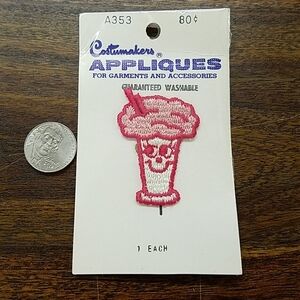 A353 80¢
Costumakers®
APPLIQUES
FOR GARMENTS AND ACCESSORIES
GUARANTEED WASHABLE
1 EACH